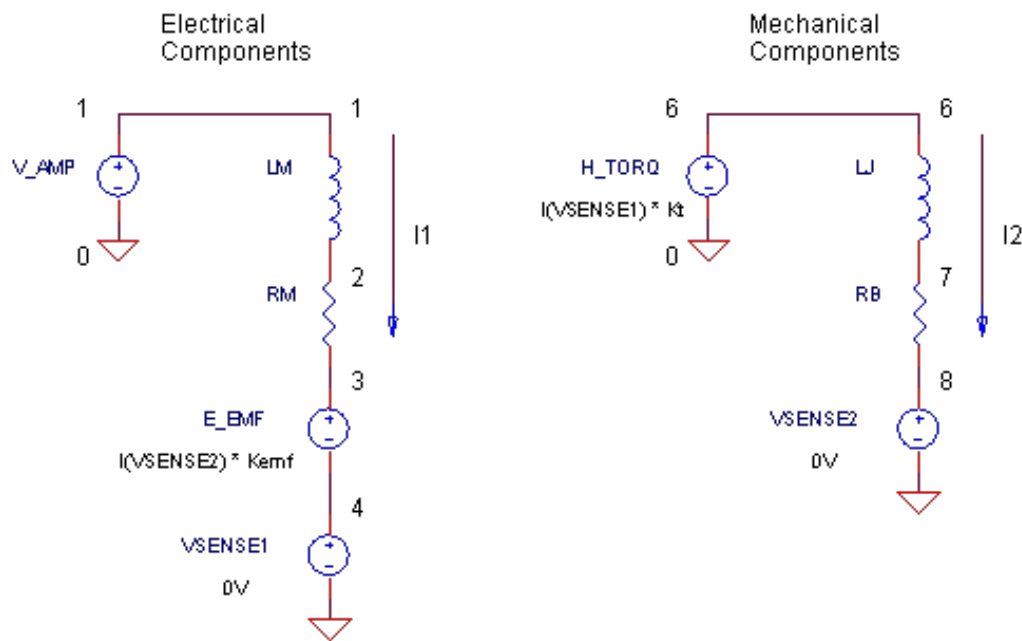 Electrical
Components
Mechanical
Components
1
1
6
6
V_AMP
LM
H_TORQ
LJ
I(VSENSE1) * Kt
I1
I2
0
0
2
7
RM
RB
3
8
E_EMF
VSENSE2
I(VSENSE2) * Kemf
0V
4
VSENSE1
0V